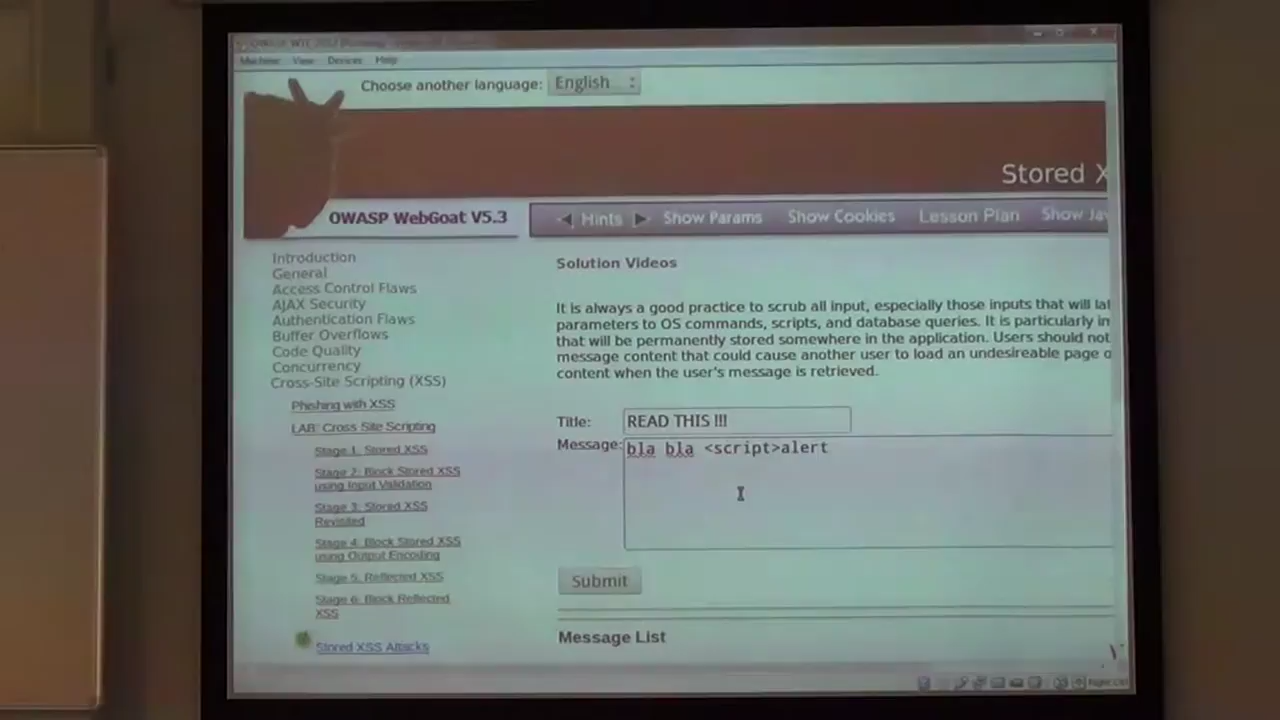 Machine View Devices Help
Choose another language: English
Stored X
OWASP WebGoat V5.3
Hints Show Params Show Cookies Lesson Plan Show Jav
Introduction
General
Access Control Flaws
AJAX Security
Authentication Flaws
Buffer Overflows
Code Quality
Concurrency
Cross-Site Scripting (XSS)
Phishing with XSS
LAB: Cross Site Scripting
Stage 1: Stored XSS
Stage 2: Block Stored XSS
using Input Validation
Stage 3: Stored XSS
Revisited
Stage 4: Block Stored XSS
using Output Encoding
Stage 5: Reflected XSS
Stage 6: Block Reflected
XSS
Stored XSS Attacks
Solution Videos
It is always a good practice to scrub all input, especially those inputs that will lat
parameters to OS commands, scripts, and database queries. It is particularly in
that will be permanently stored somewhere in the application. Users should not
message content that could cause another user to load an undesireable page o
content when the user's message is retrieved.
Title: READ THIS !!!
Message: bla bla <script>alert
Submit
Message List